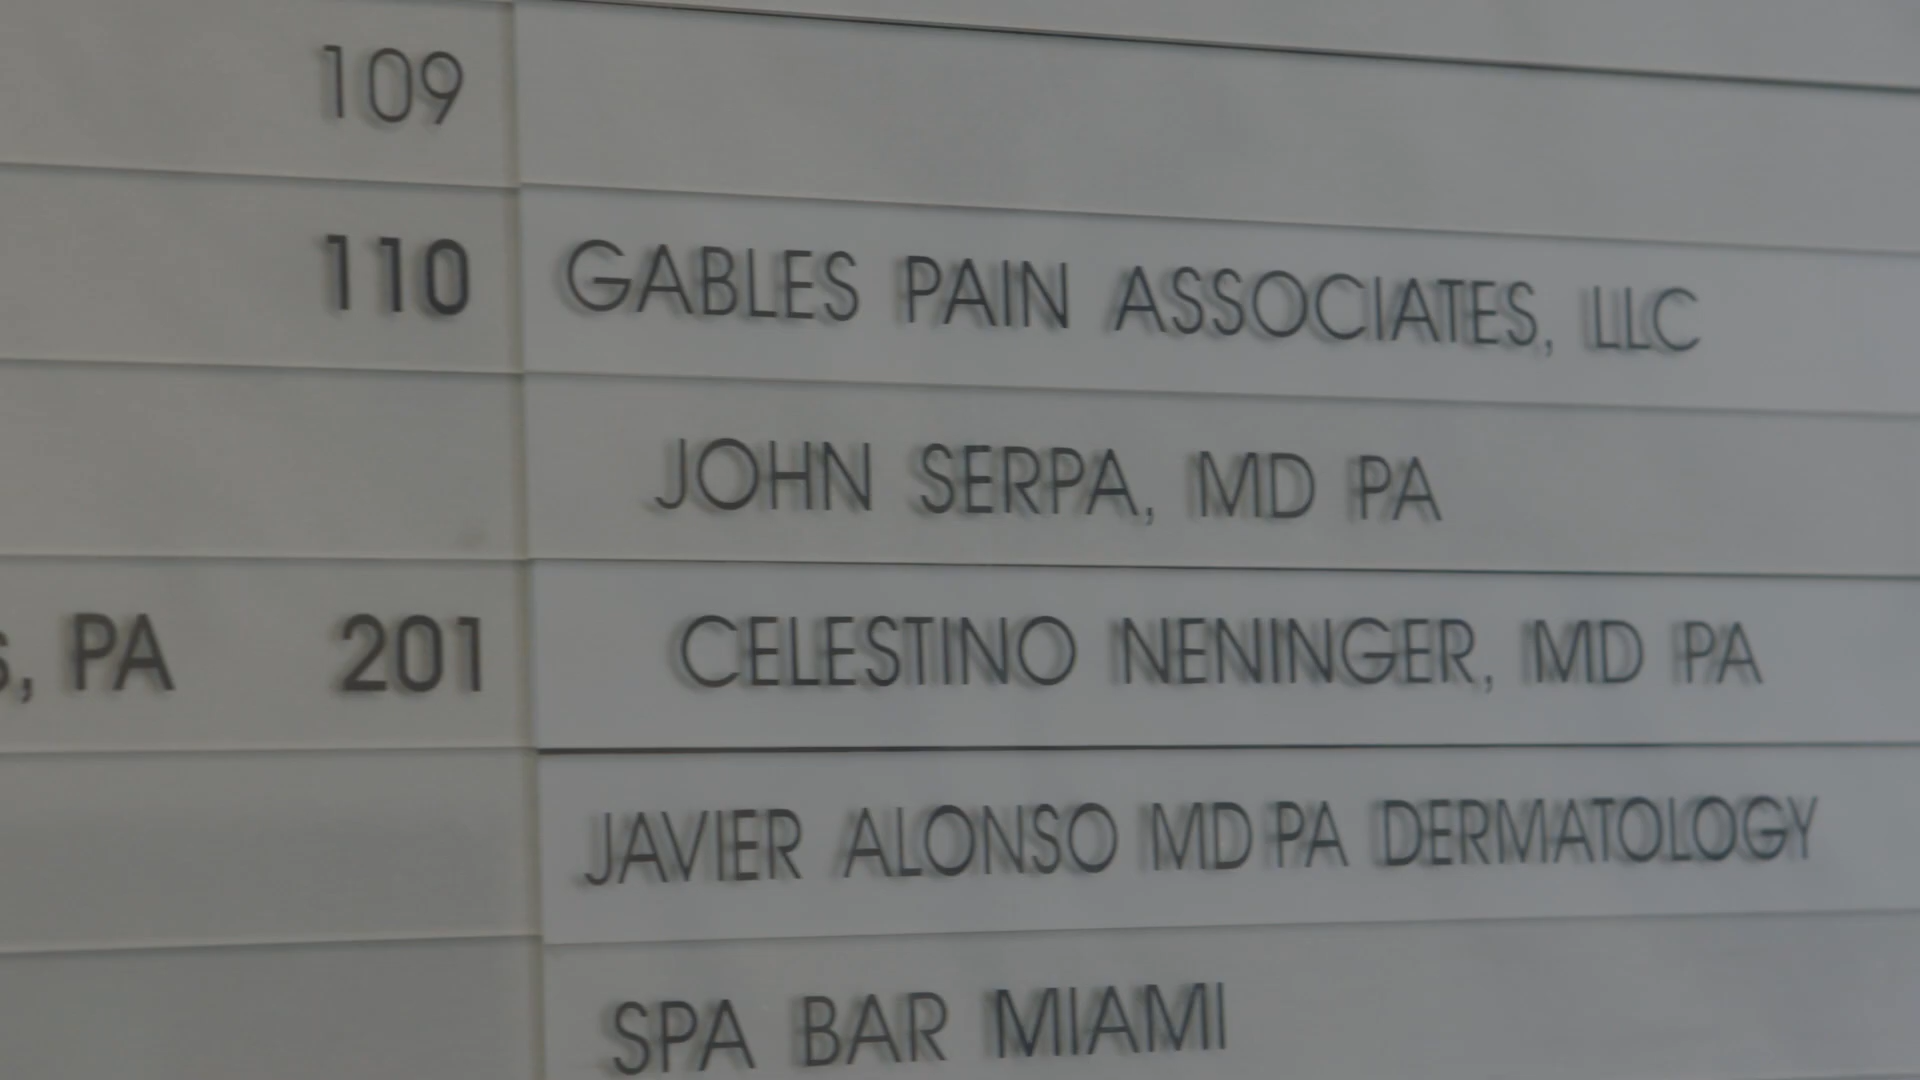 109
110 GABLES PAIN ASSOCIATES, LLC
JOHN SERPA, MD PA
, PA 201 CELESTINO NENINGER, MD PA
JAVIER ALONSO MD PA DERMATOLOGY
SPA BAR MIAMI